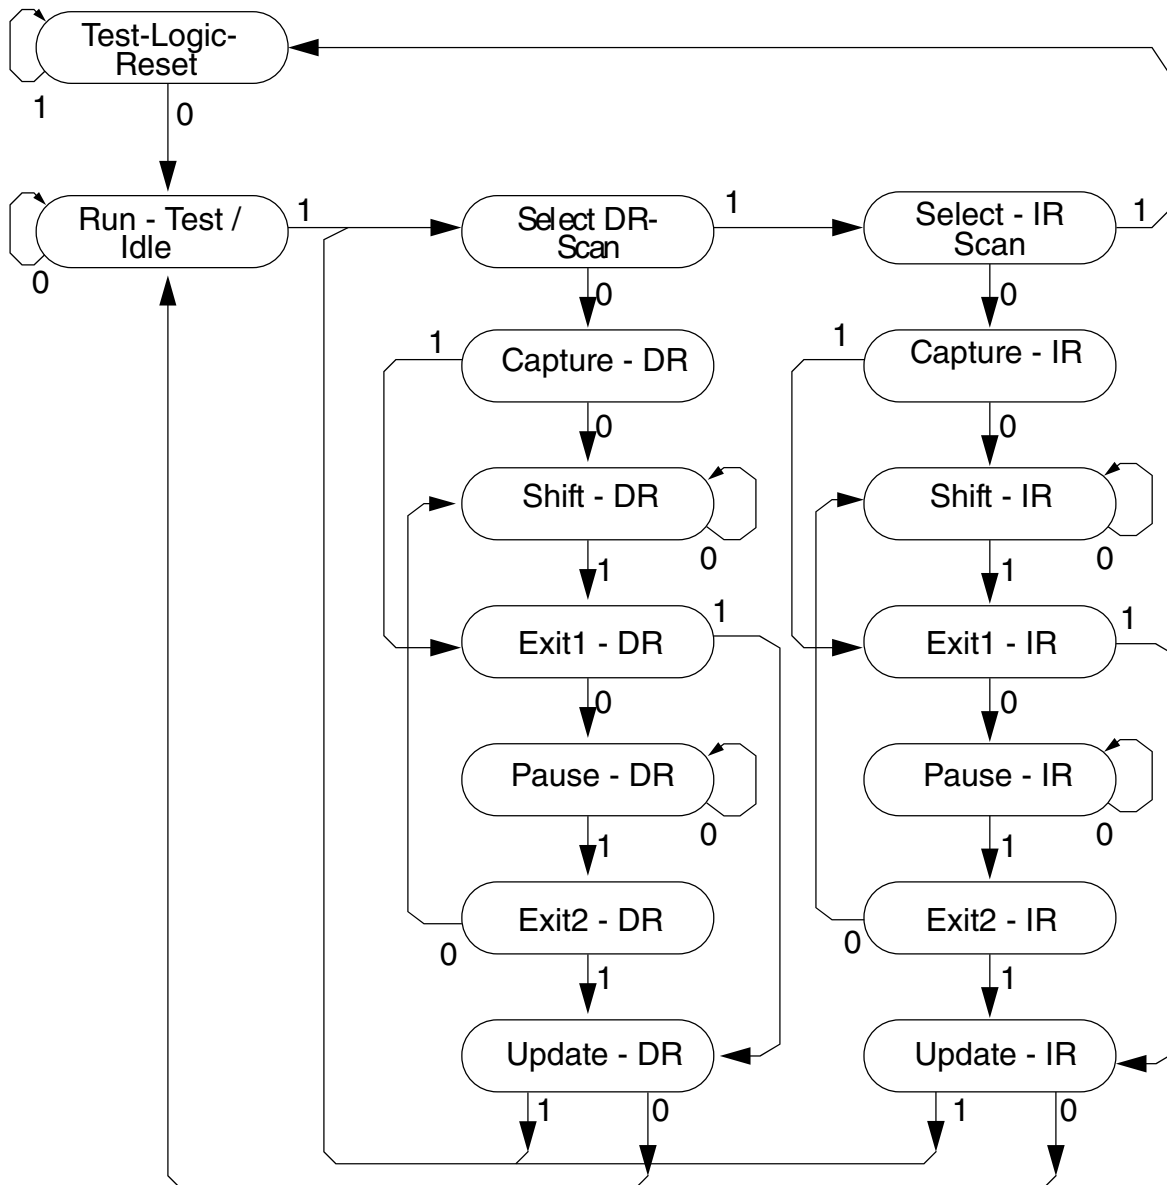 Test-Logic-
Reset
1
0
Run - Test /
Idle
1
0
Select DR-
Scan
1
0
Select - IR
Scan
1
0
1
Capture - DR
0
1
Capture - IR
0
Shift - DR
0
1
Shift - IR
0
1
Exit1 - DR
1
0
Exit1 - IR
1
0
Pause - DR
0
1
Pause - IR
0
1
Exit2 - DR
0
1
Exit2 - IR
0
1
Update - DR
1
0
Update - IR
1
0